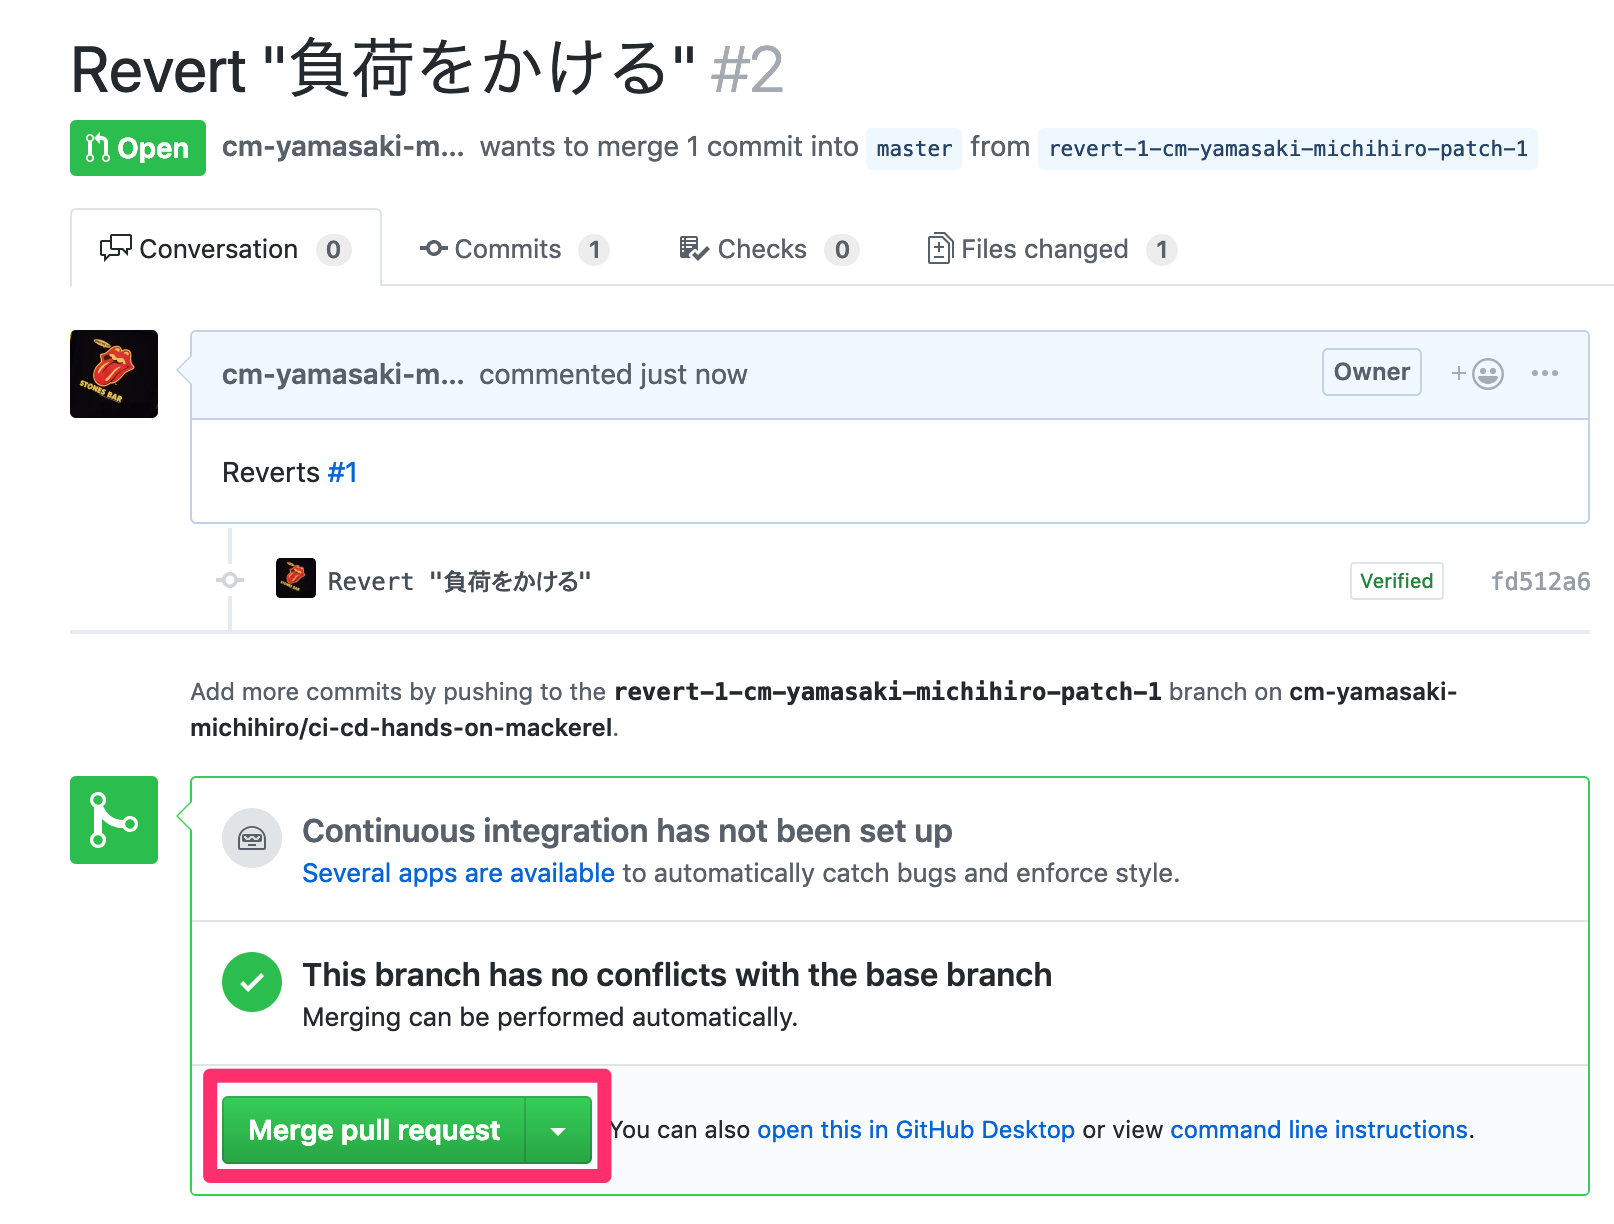 Revert "負荷をかける" #2
Open cm-yamasaki-m... wants to merge 1 commit into master from revert-1-cm-yamasaki-michihiro-patch-1
Conversation 0 Commits 1 Checks 0 Files changed 1
STONES BAR
cm-yamasaki-m... commented just now Owner
Reverts #1
Revert "負荷をかける" Verified fd512a6
Add more commits by pushing to the revert-1-cm-yamasaki-michihiro-patch-1 branch on cm-yamasaki-
michihiro/ci-cd-hands-on-mackerel.
Continuous integration has not been set up
Several apps are available to automatically catch bugs and enforce style.
This branch has no conflicts with the base branch
Merging can be performed automatically.
Merge pull request You can also open this in GitHub Desktop or view command line instructions.